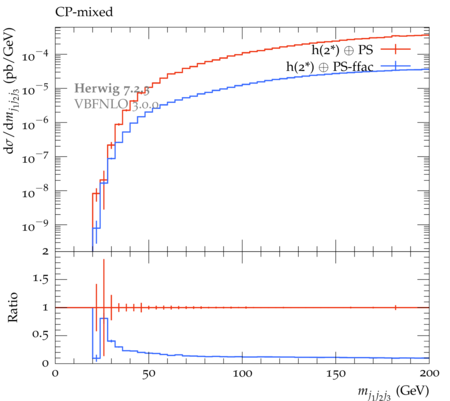 CP-mixed
dσ/dm_{j1j2j3} (pb/GeV)
10^{-4}
10^{-5}
10^{-6}
10^{-7}
10^{-8}
10^{-9}
h(2*) ⊕ PS
h(2*) ⊕ PS-ffac
Herwig 7.2.3
VBFNLO 3.0.0
Ratio
2
1.5
1
0.5
0
0 50 100 150 200
m_{j1j2j3} (GeV)